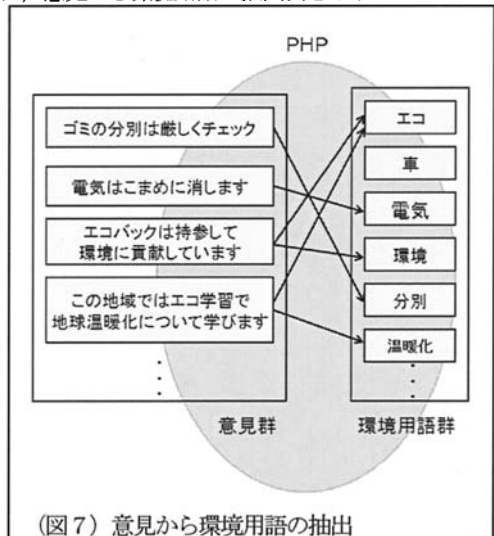 PHP
ゴミの分別は厳しくチェック
電気はこまめに消します
エコバックは持参して
環境に貢献しています
この地域ではエコ学習で
地球温暖化について学びます
意見群
エコ
車
電気
環境
分別
温暖化
環境用語群
(図7) 意見から環境用語の抽出